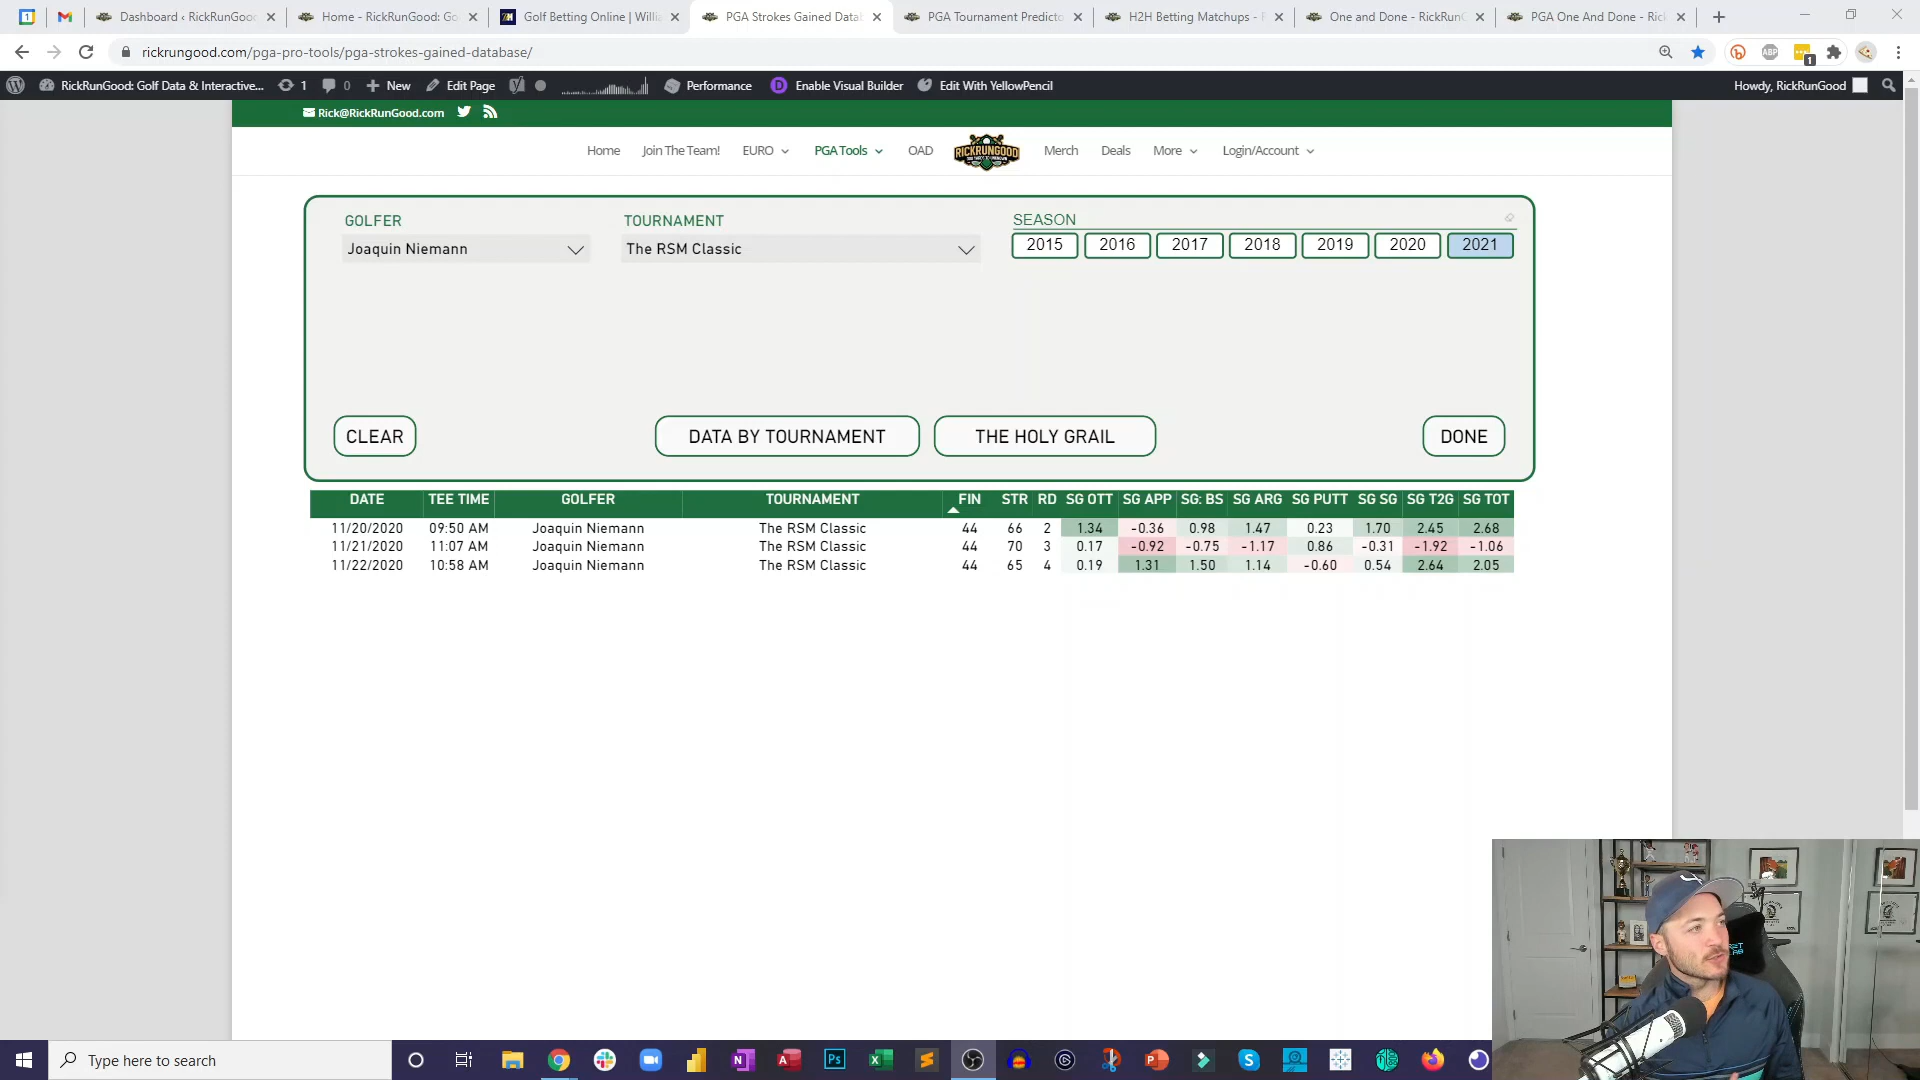 Dashboard ‹ RickRunGoo
Home - RickRunGood: Go
Golf Betting Online | Willia
PGA Strokes Gained Datab
PGA Tournament Predicto
H2H Betting Matchups - R
One and Done - RickRunG
PGA One And Done - Rick
rickrungood.com/pga-pro-tools/pga-strokes-gained-database/
ABP
1
RickRunGood: Golf Data & Interactive...
1
0
New
Edit Page
Performance
D
Enable Visual Builder
Edit With YellowPencil
Howdy, RickRunGood
Rick@RickRunGood.com
Home
Join The Team!
EURO
PGA Tools
OAD
RICKRUNGOOD
Merch
Deals
More
Login/Account
GOLFER
TOURNAMENT
SEASON
Joaquin Niemann
The RSM Classic
2015 2016 2017 2018 2019 2020 2021
CLEAR
DATA BY TOURNAMENT
THE HOLY GRAIL
DONE
DATE TEE TIME GOLFER TOURNAMENT FIN STR RD SG OTT SG APP SG: BS SG ARG SG PUTT SG SG SG T2G SG TOT
11/20/2020 09:50 AM Joaquin Niemann The RSM Classic 44 66 2 1.34 -0.36 0.98 1.47 0.23 1.70 2.45 2.68
11/21/2020 11:07 AM Joaquin Niemann The RSM Classic 44 70 3 0.17 -0.92 -0.75 -1.17 0.86 -0.31 -1.92 -1.06
11/22/2020 10:58 AM Joaquin Niemann The RSM Classic 44 65 4 0.19 1.31 1.50 1.14 -0.60 0.54 2.64 2.05
Type here to search
Ps